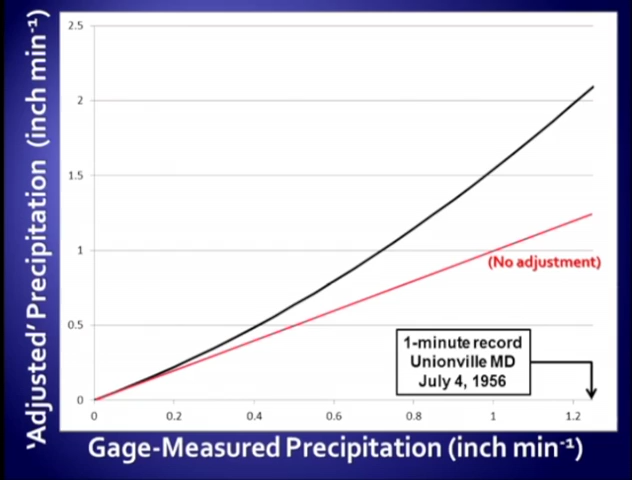 'Adjusted' Precipitation (inch min⁻¹)
2.5
2
1.5
1
0.5
0
0 0.2 0.4 0.6 0.8 1 1.2
(No adjustment)
1-minute record
Unionville MD
July 4, 1956
Gage-Measured Precipitation (inch min⁻¹)